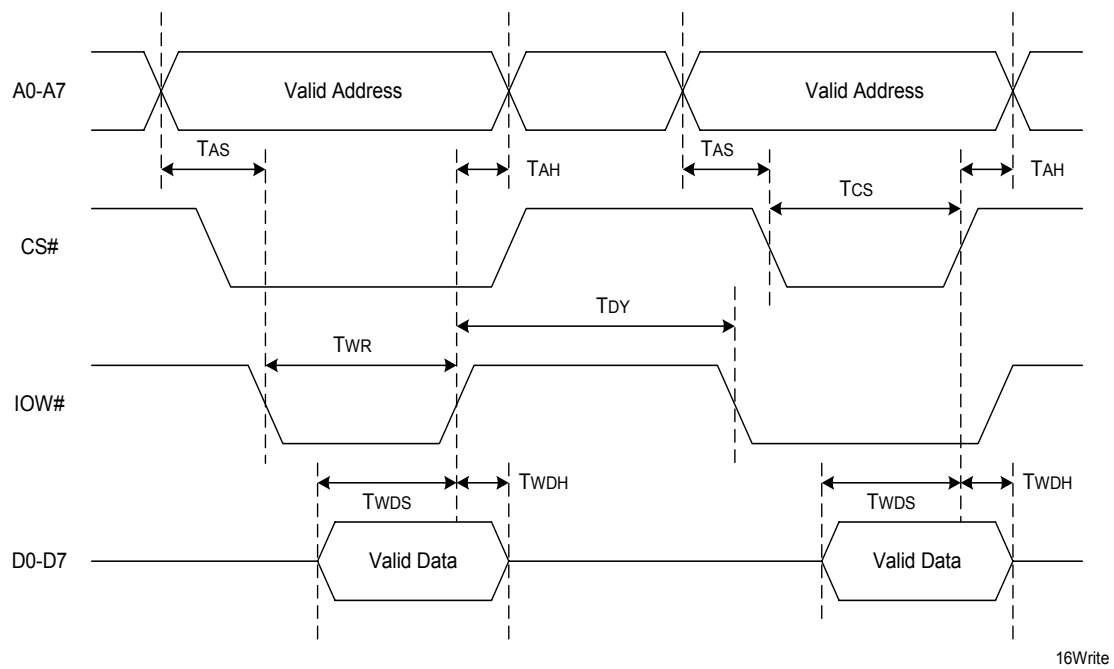 A0-A7
Valid Address
Valid Address
TAS
TAH
TAS
TCS
TAH
CS#
TDY
TWR
IOW#
TWDS
TWDH
TWDS
TWDH
D0-D7
Valid Data
Valid Data
16Write